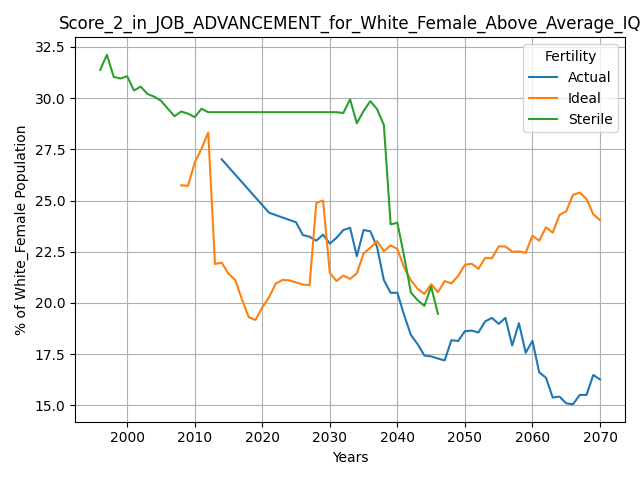 Score_2_in_JOB_ADVANCEMENT_for_White_Female_Above_Average_IQ
Fertility
Actual
Ideal
Sterile
% of White_Female Population
32.5
30.0
27.5
25.0
22.5
20.0
17.5
15.0
2000 2010 2020 2030 2040 2050 2060 2070
Years